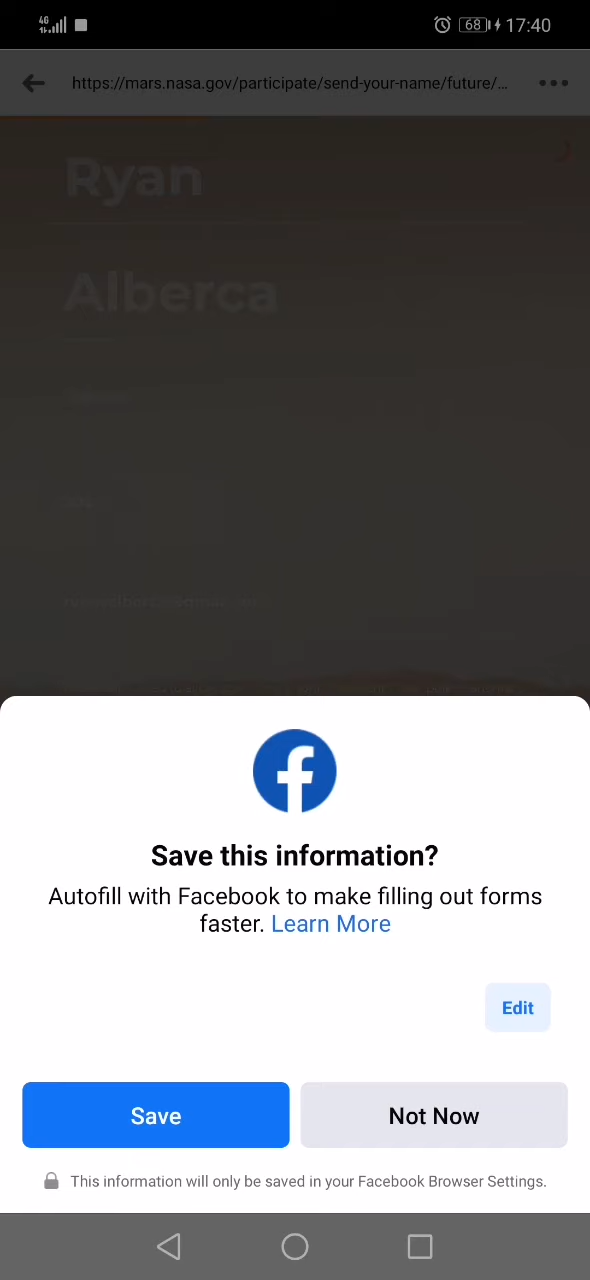 4G
68
17:40
https://mars.nasa.gov/participate/send-your-name/future/...
Ryan
Alberca
Save this information?
Autofill with Facebook to make filling out forms
faster. Learn More
Edit
Save
Not Now
This information will only be saved in your Facebook Browser Settings.